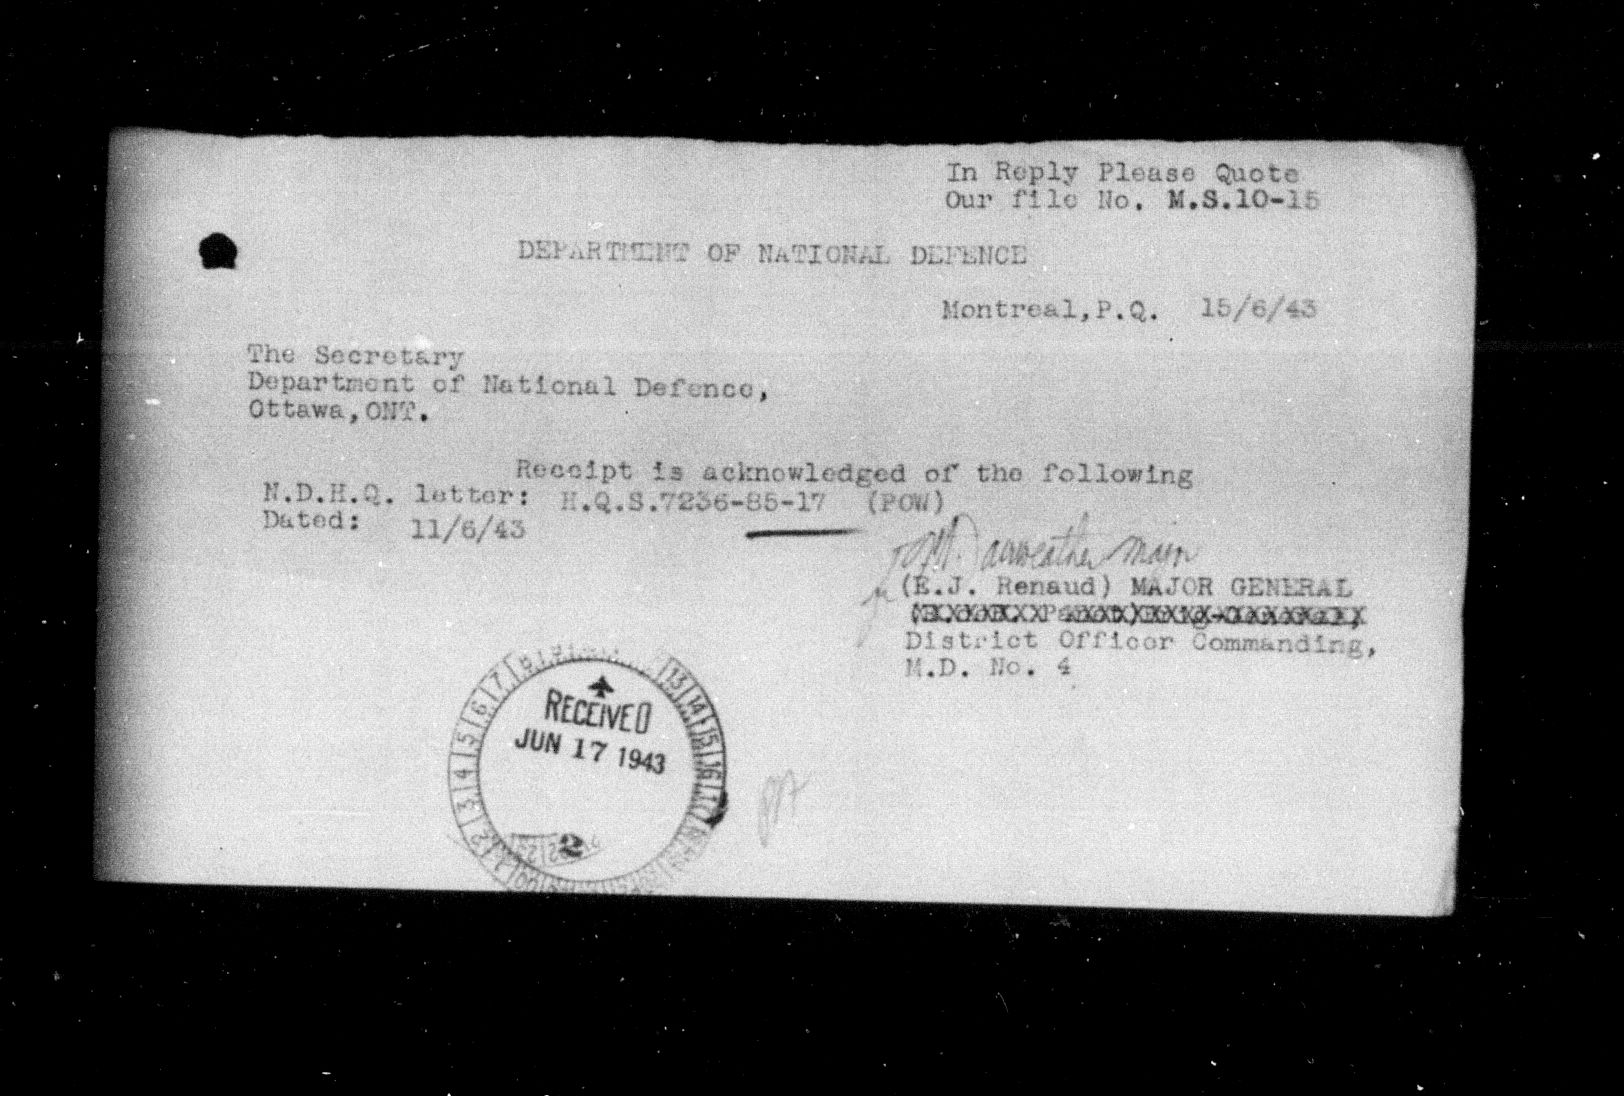 In Reply Please Quote
Our file No. M.S.10-15
DEPARTMENT OF NATIONAL DEFENCE
Montreal,P.Q. 15/6/43
The Secretary
Department of National Defence,
Ottawa,ONT.
Receipt is acknowledged of the following
N.D.H.Q. letter: H.Q.S.7236-85-17 (POW)
Dated: 11/6/43
(E.J. Renaud) MAJOR GENERAL
District Officer Commanding,
M.D. No. 4
RECEIVED
JUN 17 1943
2